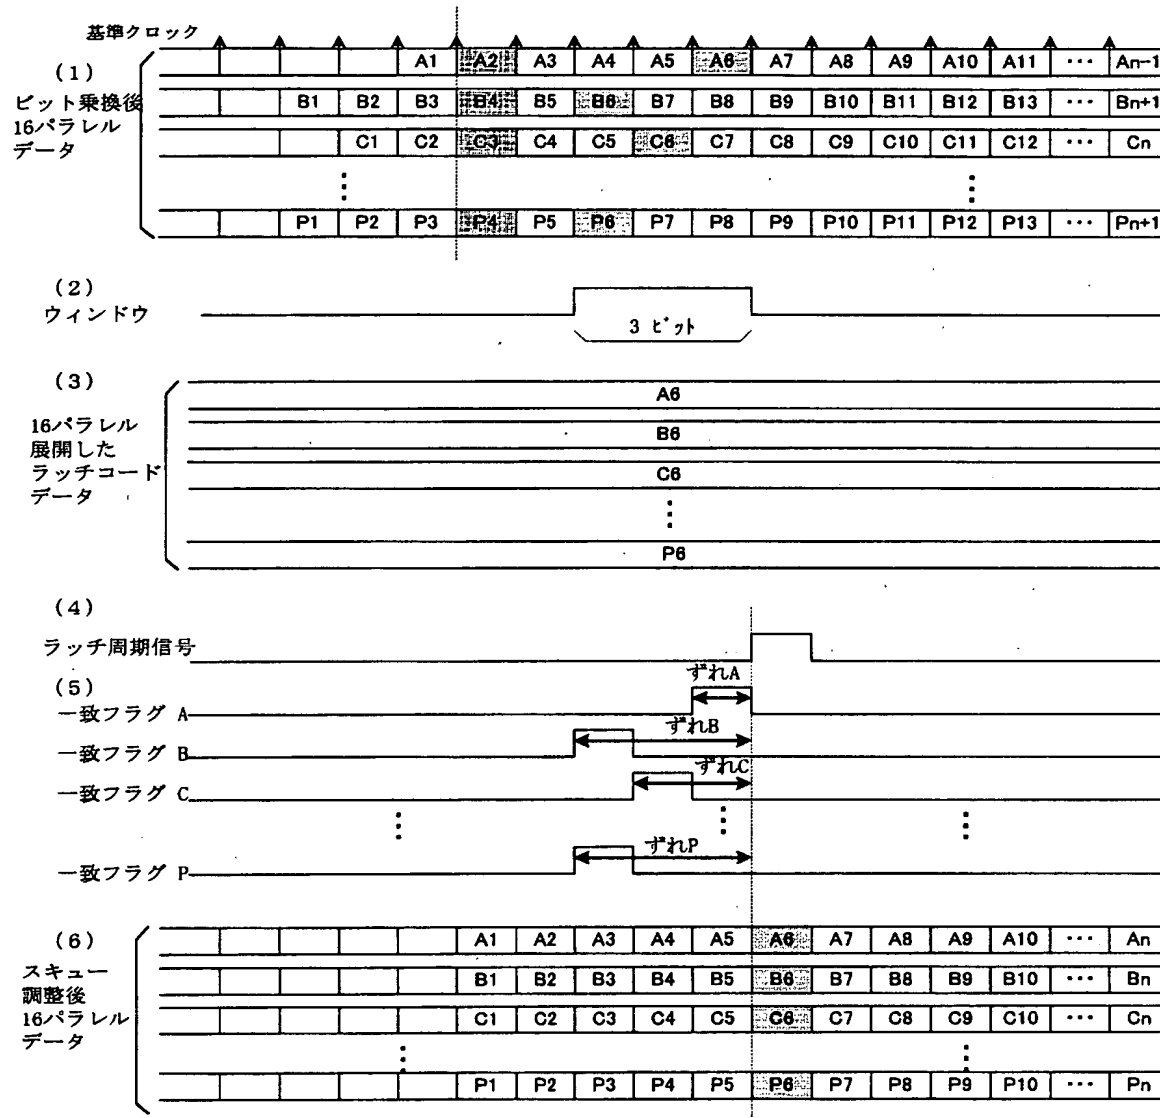 基準クロック
(1)
ビット乗換後
16パラレル
データ
A1 A2 A3 A4 A5 A6 A7 A8 A9 A10 A11 ··· An-1
B1 B2 B3 B4 B5 B6 B7 B8 B9 B10 B11 B12 B13 ··· Bn+1
C1 C2 C3 C4 C5 C6 C7 C8 C9 C10 C11 C12 ··· Cn
P1 P2 P3 P4 P5 P6 P7 P8 P9 P10 P11 P12 P13 ··· Pn+1
(2)
ウィンドウ
3 ビット
(3)
16パラレル
展開した
ラッチコード
データ
A6
B6
C6
P6
(4)
ラッチ周期信号
(5)
ずれA
一致フラグ A
ずれB
一致フラグ B
ずれC
一致フラグ C
ずれP
一致フラグ P
(6)
スキュー
調整後
16パラレル
データ
A1 A2 A3 A4 A5 A6 A7 A8 A9 A10 ··· An
B1 B2 B3 B4 B5 B6 B7 B8 B9 B10 ··· Bn
C1 C2 C3 C4 C5 C6 C7 C8 C9 C10 ··· Cn
P1 P2 P3 P4 P5 P6 P7 P8 P9 P10 ··· Pn